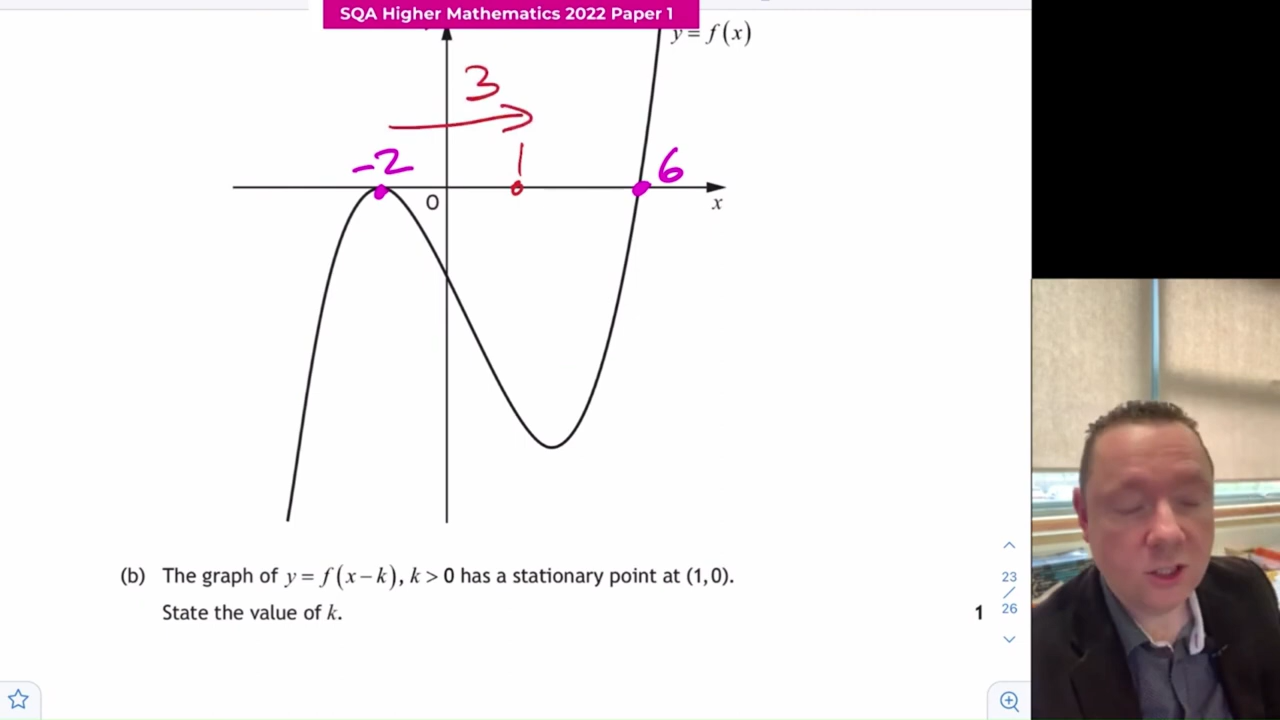 SQA Higher Mathematics 2022 Paper 1
y = f(x)
3
-2
1
6
O
x
(b) The graph of y = f(x − k), k > 0 has a stationary point at (1, 0).
State the value of k.
1
23
/
26